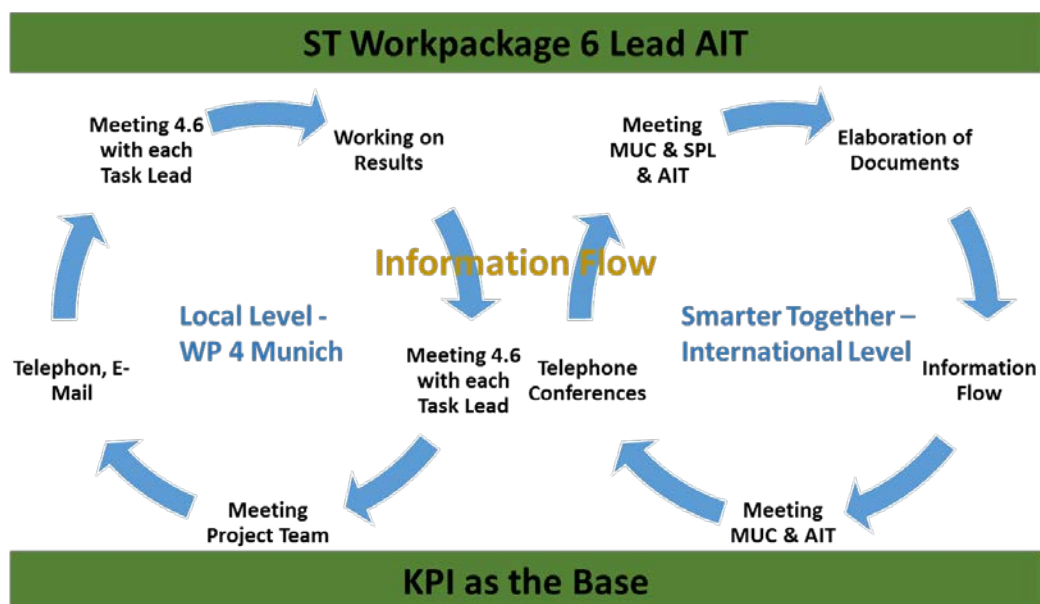 ST Workpackage 6 Lead AIT
Meeting 4.6
with each
Task Lead
Working on
Results
Meeting
MUC & SPL
& AIT
Elaboration of
Documents
Information Flow
Local Level -
WP 4 Munich
Smarter Together –
International Level
Telephon, E-
Mail
Meeting 4.6
with each
Task Lead
Telephone
Conferences
Information
Flow
Meeting
Project Team
Meeting
MUC & AIT
KPI as the Base